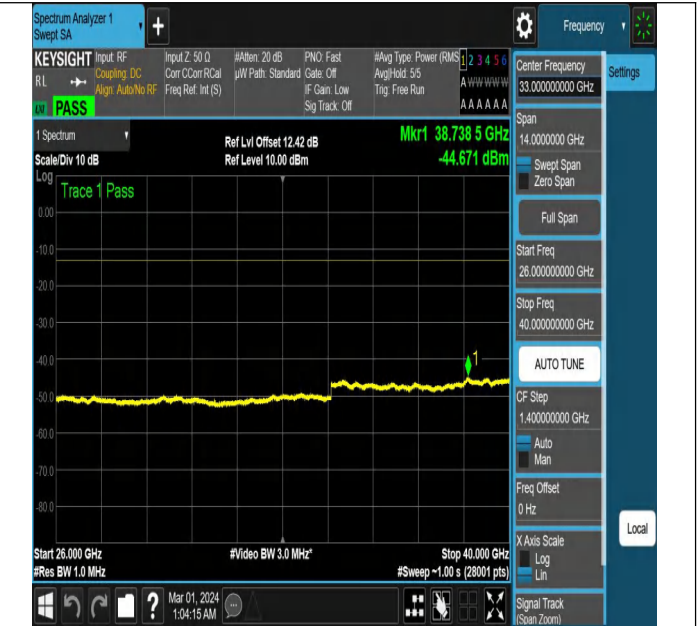 Spectrum Analyzer 1
Swept SA
+
Frequency
KEYSIGHT
RL
PASS
Input: RF
Coupling: DC
Align: Auto/No RF
Input Z: 50 Ω
Corr CCorr RCal
Freq Ref: Int (S)
#Atten: 20 dB
µW Path: Standard
PNO: Fast
Gate: Off
IF Gain: Low
Sig Track: Off
#Avg Type: Power (RMS
Avg|Hold: 5/5
Trig: Free Run
1 2 3 4 5 6
A W W W W W
A A A A A A
1 Spectrum
Scale/Div 10 dB
Log
Ref Lvl Offset 12.42 dB
Ref Level 10.00 dBm
Mkr1 38.738 5 GHz
-44.671 dBm
Trace 1 Pass
0.00
-10.0
-20.0
-30.0
-40.0
-50.0
-60.0
-70.0
-80.0
1
Start 26.000 GHz
#Res BW 1.0 MHz
#Video BW 3.0 MHz*
Stop 40.000 GHz
#Sweep ~1.00 s (28001 pts)
Mar 01, 2024
1:04:15 AM
Center Frequency
33.000000000 GHz
Span
14.0000000 GHz
Swept Span
Zero Span
Full Span
Start Freq
26.000000000 GHz
Stop Freq
40.000000000 GHz
AUTO TUNE
CF Step
1.400000000 GHz
Auto
Man
Freq Offset
0 Hz
X Axis Scale
Log
Lin
Signal Track
(Span Zoom)
Settings
Local